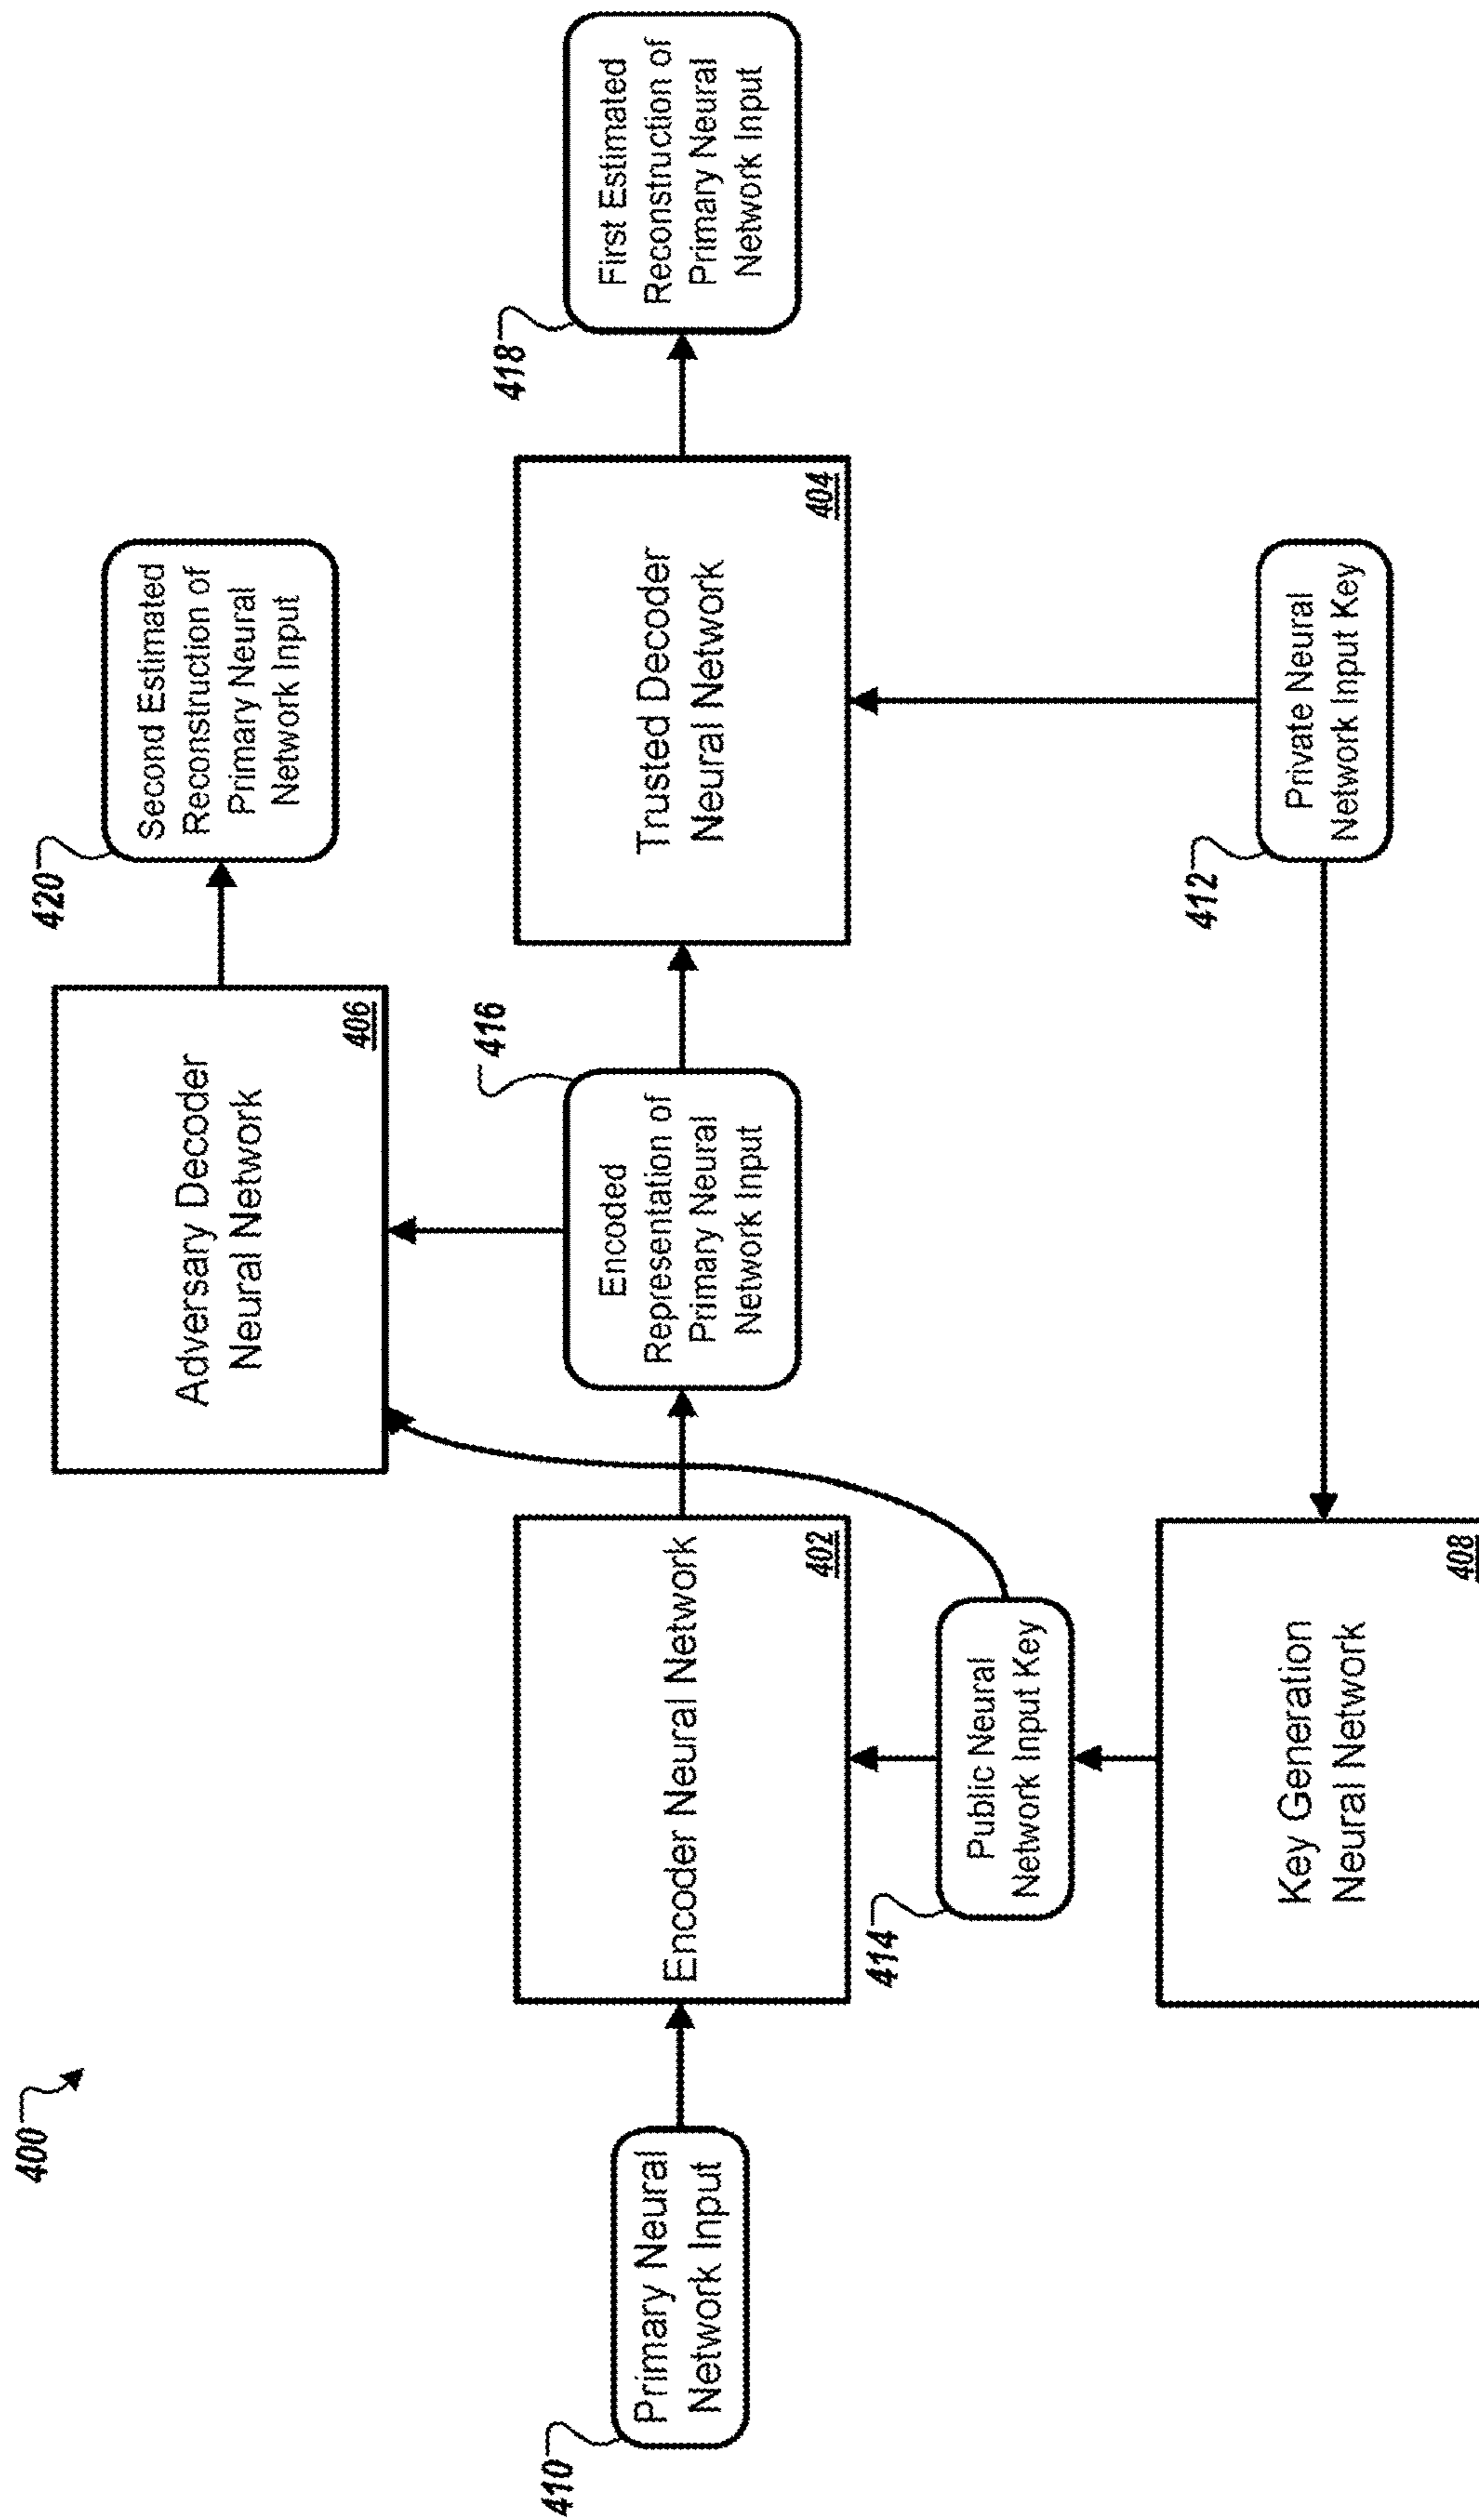 400
420
Second Estimated
Reconstruction of
Primary Neural
Network Input
Adversary Decoder
Neural Network
406
410
Primary Neural
Network Input
Encoder Neural Network
402
416
Encoded
Representation of
Primary Neural
Network Input
Trusted Decoder
Neural Network
404
418
First Estimated
Reconstruction of
Primary Neural
Network Input
414
Public Neural
Network Input Key
412
Private Neural
Network Input Key
Key Generation
Neural Network
408